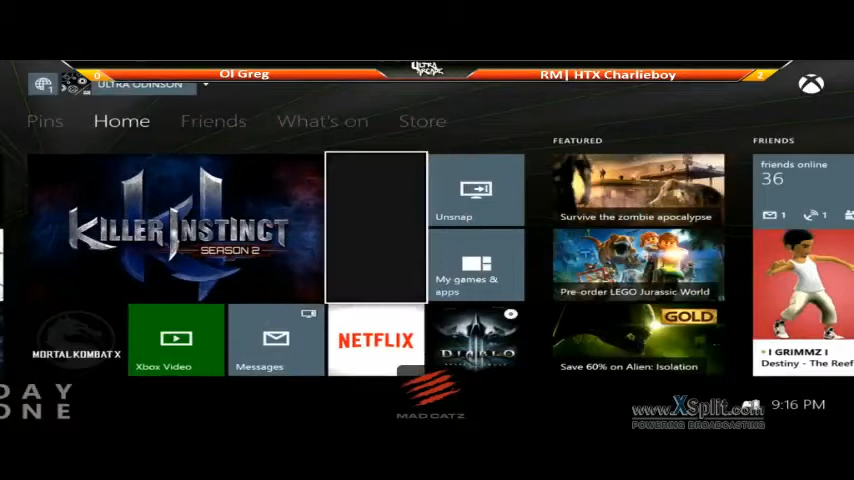 0
Ol Greg
ULTRA
ARCADE
RM| HTX Charlieboy
2
1
ULTRA ODINSON
Pins
Home
Friends
What's on
Store
FEATURED
FRIENDS
KILLER INSTINCT
SEASON 2
Unsnap
My games &
apps
Survive the zombie apocalypse
Pre-order LEGO Jurassic World
GOLD
Save 60% on Alien: Isolation
friends online
36
1
1
MORTAL KOMBAT X
Xbox Video
Messages
NETFLIX
DIABLO
I GRIMMZ I
Destiny - The Reef
DAY
ONE
MAD CATZ
www.XSplit.com
POWERING BROADCASTING
9:16 PM